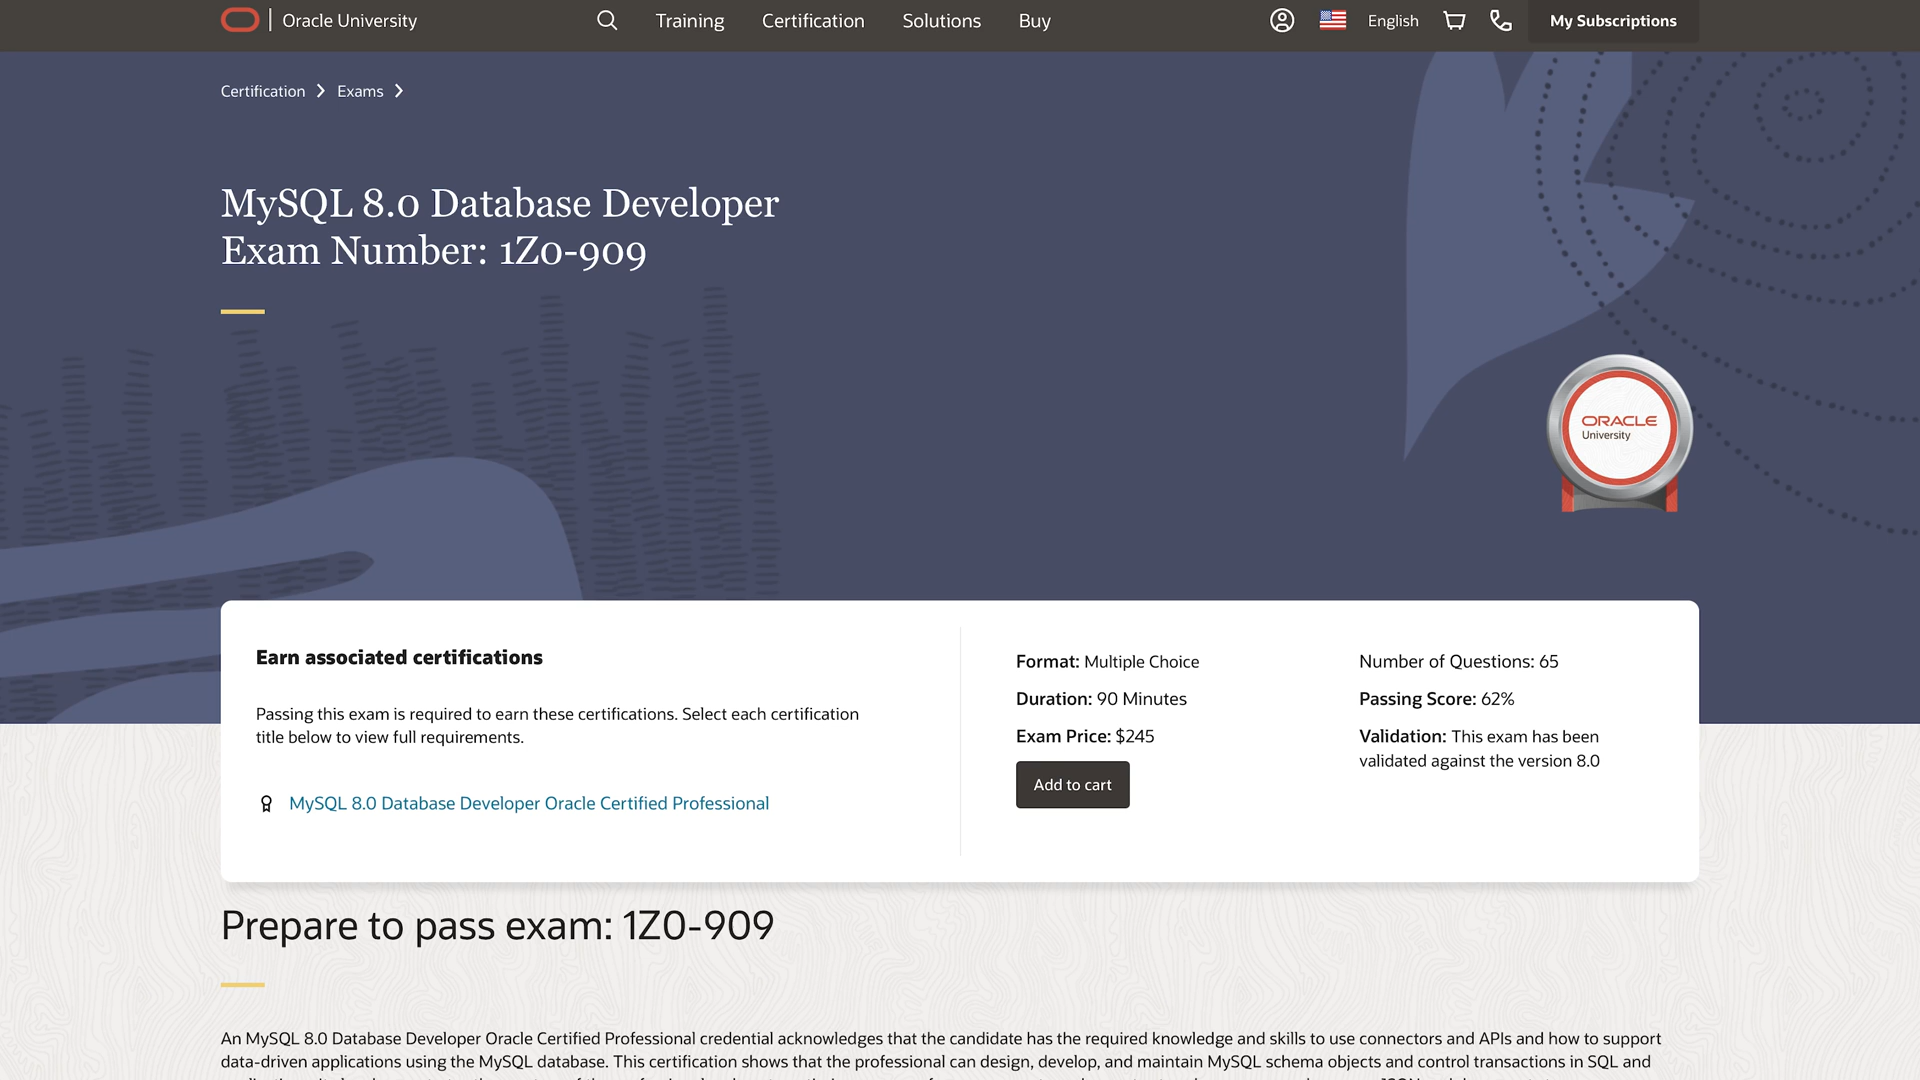 Oracle University
Training
Certification
Solutions
Buy
English
My Subscriptions
Certification
Exams
MySQL 8.0 Database Developer
Exam Number: 1Z0-909
ORACLE
University
Earn associated certifications
Passing this exam is required to earn these certifications. Select each certification
title below to view full requirements.
MySQL 8.0 Database Developer Oracle Certified Professional
Format: Multiple Choice
Duration: 90 Minutes
Exam Price: $245
Add to cart
Number of Questions: 65
Passing Score: 62%
Validation: This exam has been
validated against the version 8.0
Prepare to pass exam: 1Z0-909
An MySQL 8.0 Database Developer Oracle Certified Professional credential acknowledges that the candidate has the required knowledge and skills to use connectors and APIs and how to support
data-driven applications using the MySQL database. This certification shows that the professional can design, develop, and maintain MySQL schema objects and control transactions in SQL and